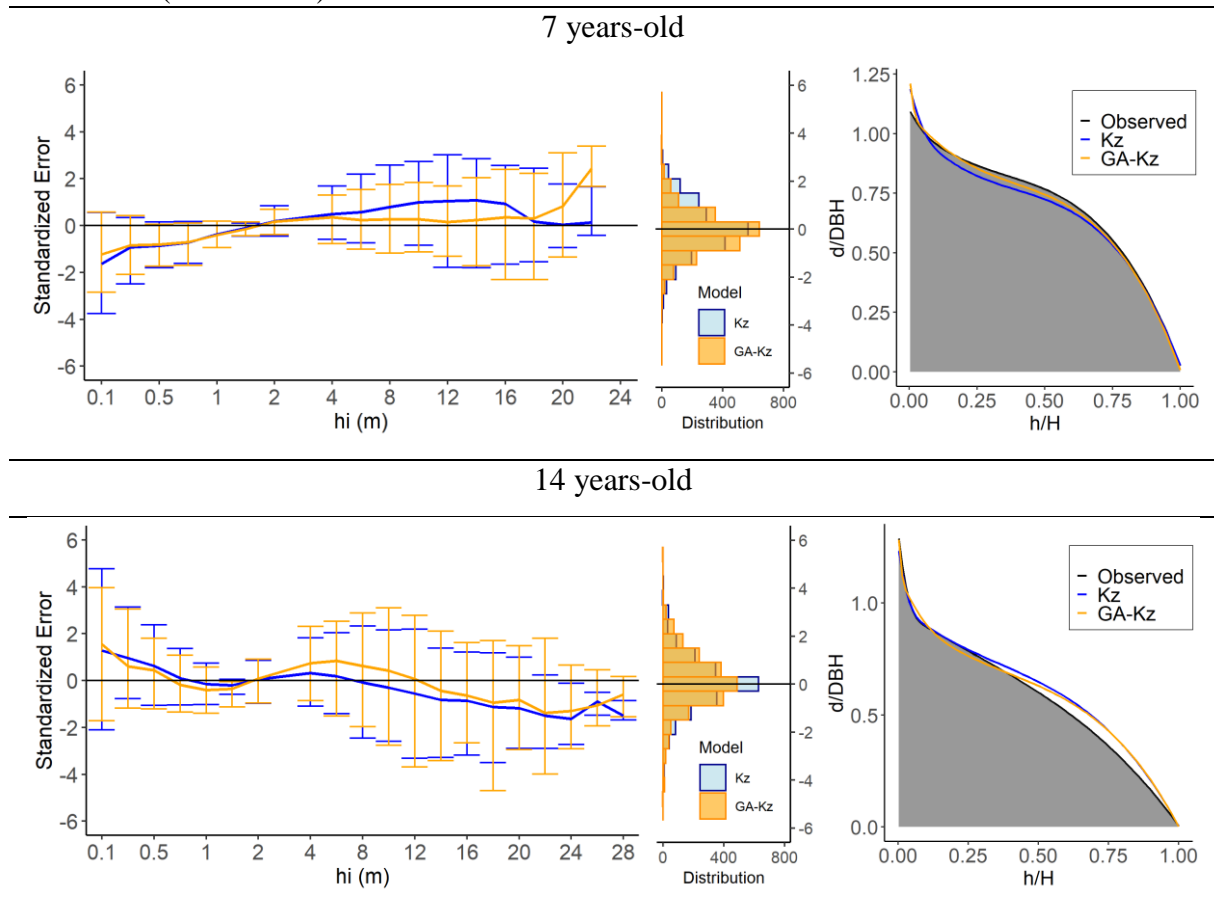 7 years-old
6
4
2
0
-2
-4
-6
Standardized Error
0.1 0.5 1 2 4 8 12 16 20 24
hi (m)
6
4
2
0
-2
-4
-6
Model
Kz
GA-Kz
0 400 800
Distribution
1.25
1.00
0.75
0.50
0.25
0.00
d/DBH
Observed
Kz
GA-Kz
0.00 0.25 0.50 0.75 1.00
h/H
14 years-old
6
4
2
0
-2
-4
-6
Standardized Error
0.1 0.5 1 2 4 8 12 16 20 24 28
hi (m)
6
4
2
0
-2
-4
-6
Model
Kz
GA-Kz
0 400 800
Distribution
1.0
0.5
0.0
d/DBH
Observed
Kz
GA-Kz
0.00 0.25 0.50 0.75 1.00
h/H